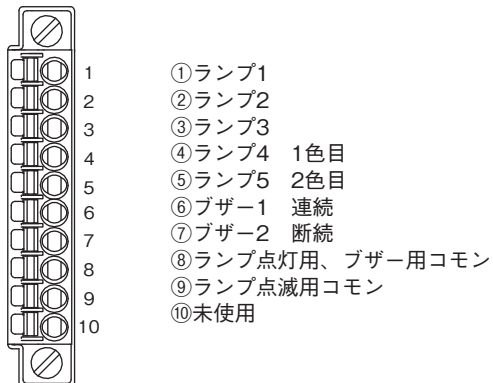 1
2
3
4
5
6
7
8
9
10
①ランプ1
②ランプ2
③ランプ3
④ランプ4　1色目
⑤ランプ5　2色目
⑥ブザー1　連続
⑦ブザー2　断続
⑧ランプ点灯用、ブザー用コモン
⑨ランプ点滅用コモン
⑩未使用